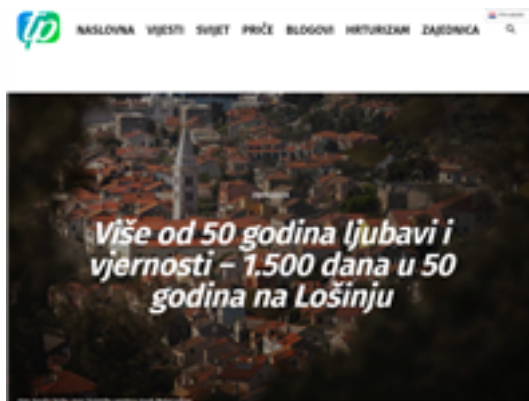 NASLOVNA VIJESTI SVIJET PRIČE BLOGOVI HRTURIZAM ZAJEDNICA
Više od 50 godina ljubavi i
vjernosti – 1.500 dana u 50
godina na Lošinju